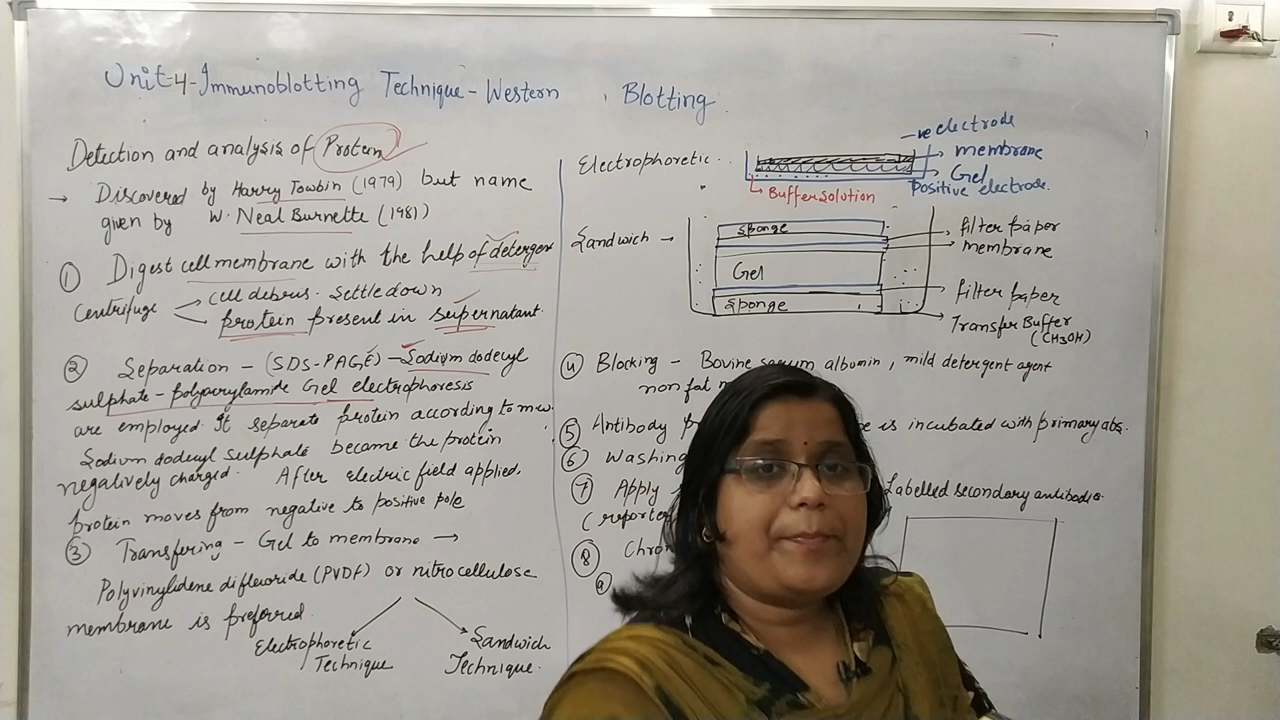 Unit-4-Immunoblotting Technique-Western Blotting.
Detection and analysis of Protein
→ Discovered by Harry Towbin (1979) but name
given by W. Neal Burnette (1981)
① Digest cell membrane with the help of deterger
Centrifuge → cell debris. Settle down
→ protein present in supernatant.
② Separation - (SDS-PAGE) - Sodium dodecyl
sulphate-polyacrylamide Gel electrophoresis
are employed. It separate protein according to m.w.
Sodium dodecyl sulphate became the protein
negatively charged. After electric field applied,
protein moves from negative to positive pole
③ Transfering - Gel to membrane →
Polyvinylidene difluoride (PVDF) or nitrocellulose
membrane is preferred.
Electrophoretic Technique
Sandwich Technique.
Electrophoretic..
-ve electrode
membrane
Gel
Positive electrode.
Buffer solution
Sandwich →
sponge
filter paper
membrane
Gel
filter paper
sponge
Transfer Buffer
(CH3OH)
④ Blocking - Bovine serum albumin, mild detergent agent
non fat
⑤ Antibody is incubated with primary abs.
⑥ Washing
⑦ Apply Labelled secondary antibodies
(reporter
⑧ Chro
ⓐ